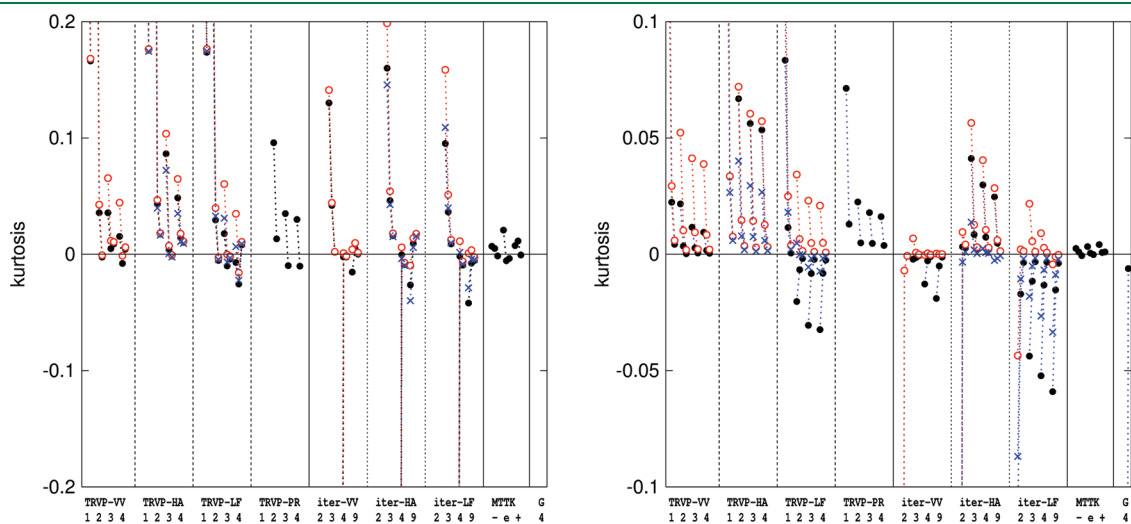 0.2
0.1
0
-0.1
-0.2
kurtosis
TRVP-VV TRVP-HA TRVP-LF TRVP-PR iter-VV iter-HA iter-LF MTTK G
1 2 3 4 1 2 3 4 1 2 3 4 1 2 3 4 2 3 4 9 2 3 4 9 2 3 4 9 - e + 4
0.1
0.05
0
-0.05
-0.1
kurtosis
TRVP-VV TRVP-HA TRVP-LF TRVP-PR iter-VV iter-HA iter-LF MTTK G
1 2 3 4 1 2 3 4 1 2 3 4 1 2 3 4 2 3 4 9 2 3 4 9 2 3 4 9 - e + 4